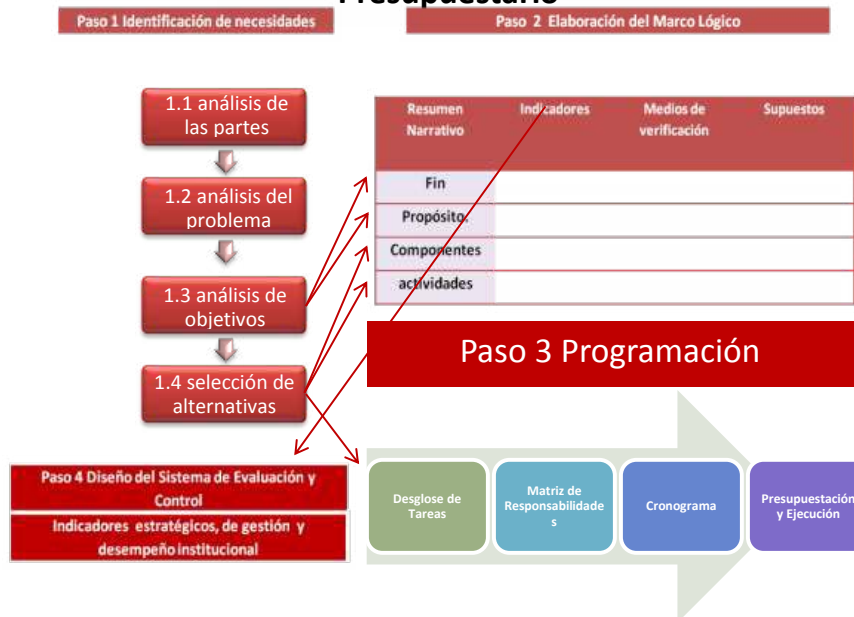 Presupuestario
Paso 1 Identificación de necesidades
Paso 2 Elaboración del Marco Lógico
1.1 análisis de
las partes
1.2 análisis del
problema
1.3 análisis de
objetivos
1.4 selección de
alternativas
Resumen
Narrativo
Indicadores
Medios de
verificación
Supuestos
Fin
Propósito.
Componentes
actividades
Paso 3 Programación
Paso 4 Diseño del Sistema de Evaluación y
Control
Indicadores estratégicos, de gestión y
desempeño institucional
Desglose de
Tareas
Matriz de
Responsabilidade
s
Cronograma
Presupuestación
y Ejecución